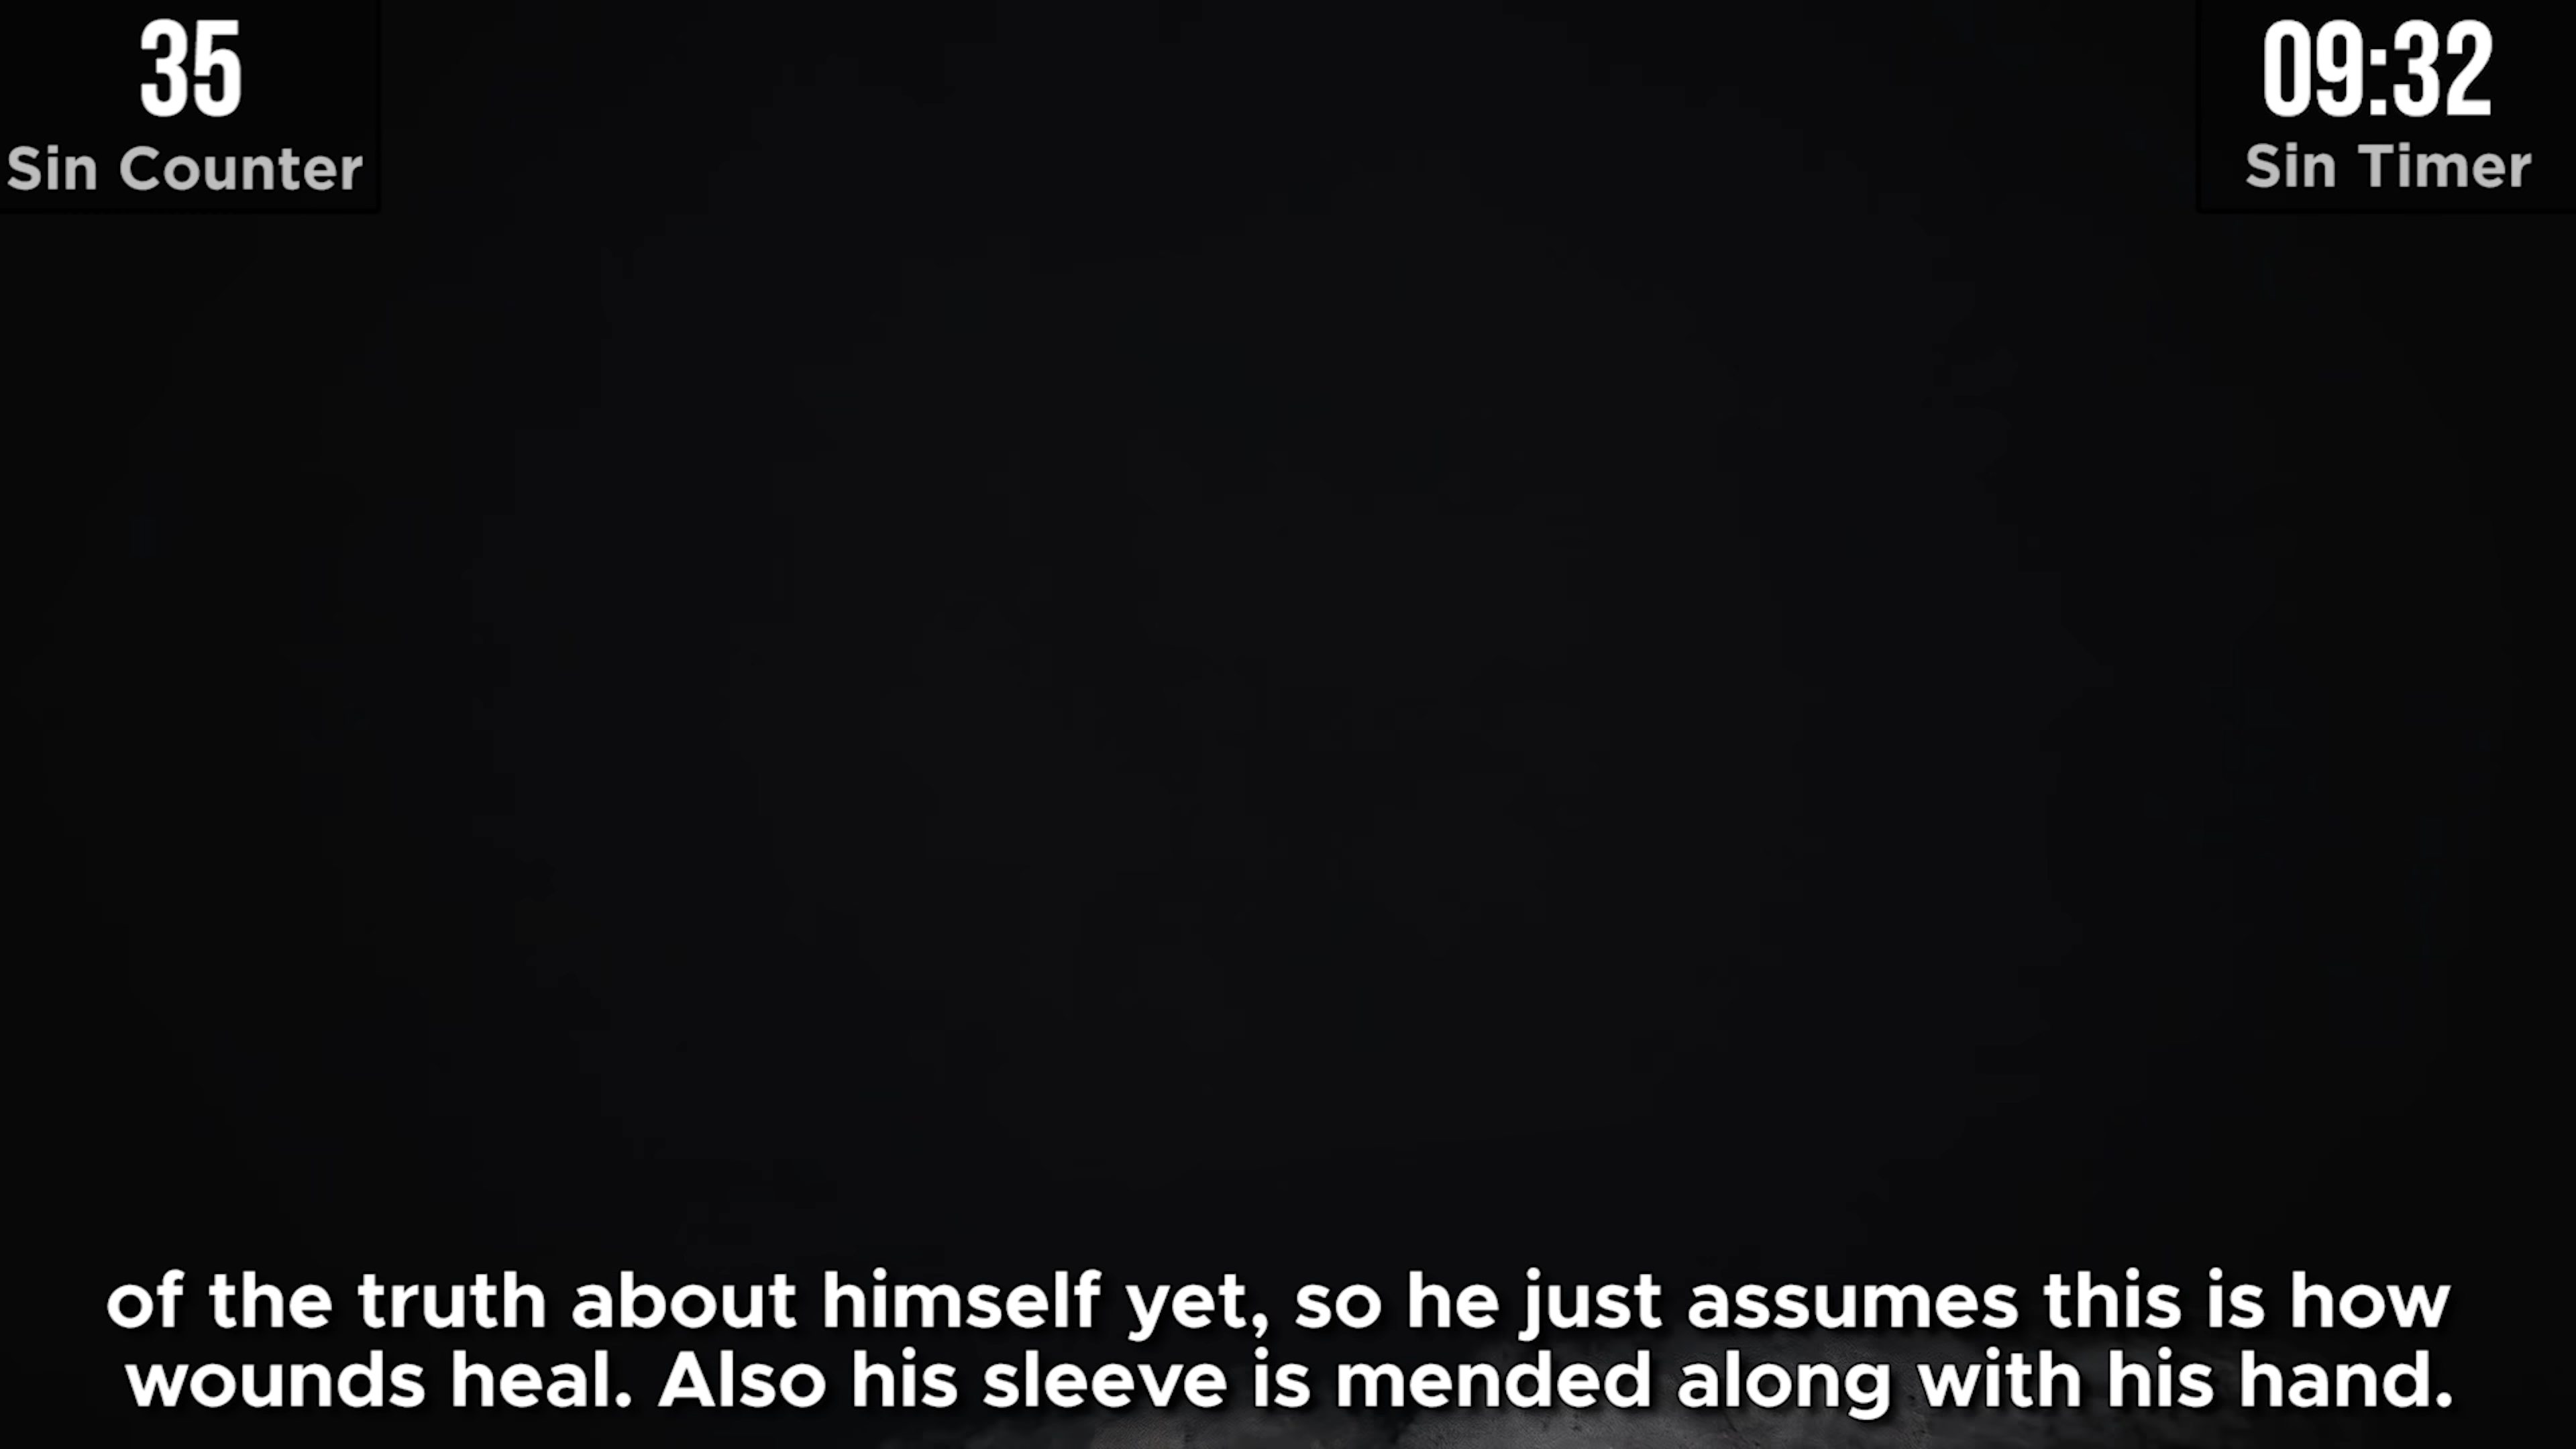 35
Sin Counter
09:32
Sin Timer
of the truth about himself yet, so he just assumes this is how
wounds heal. Also his sleeve is mended along with his hand.